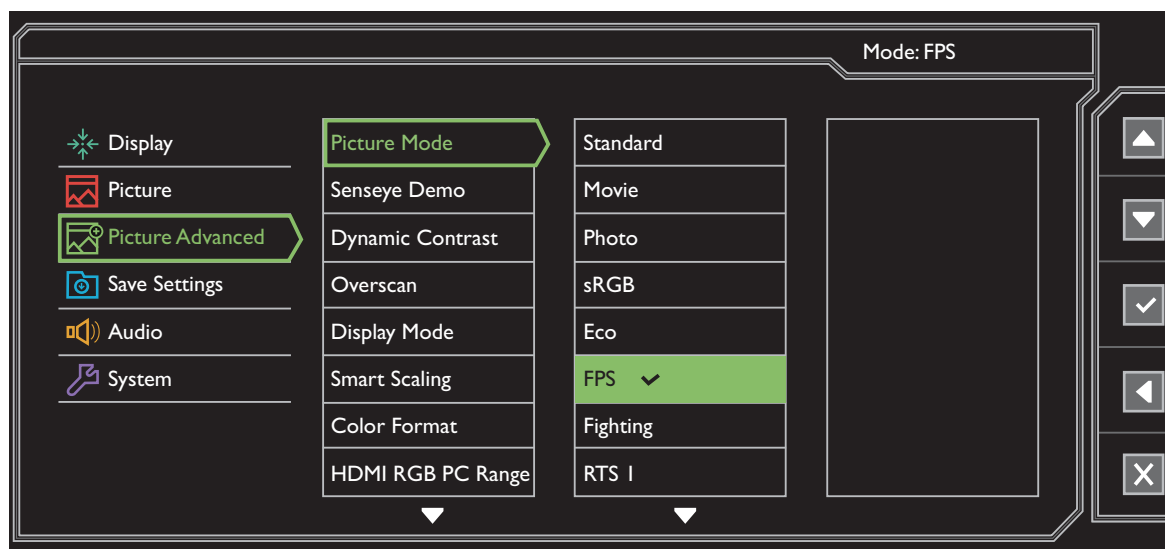 Mode: FPS
Display
Picture
Picture Advanced
Save Settings
Audio
System
Picture Mode
Senseye Demo
Dynamic Contrast
Overscan
Display Mode
Smart Scaling
Color Format
HDMI RGB PC Range
Standard
Movie
Photo
sRGB
Eco
FPS
Fighting
RTS 1